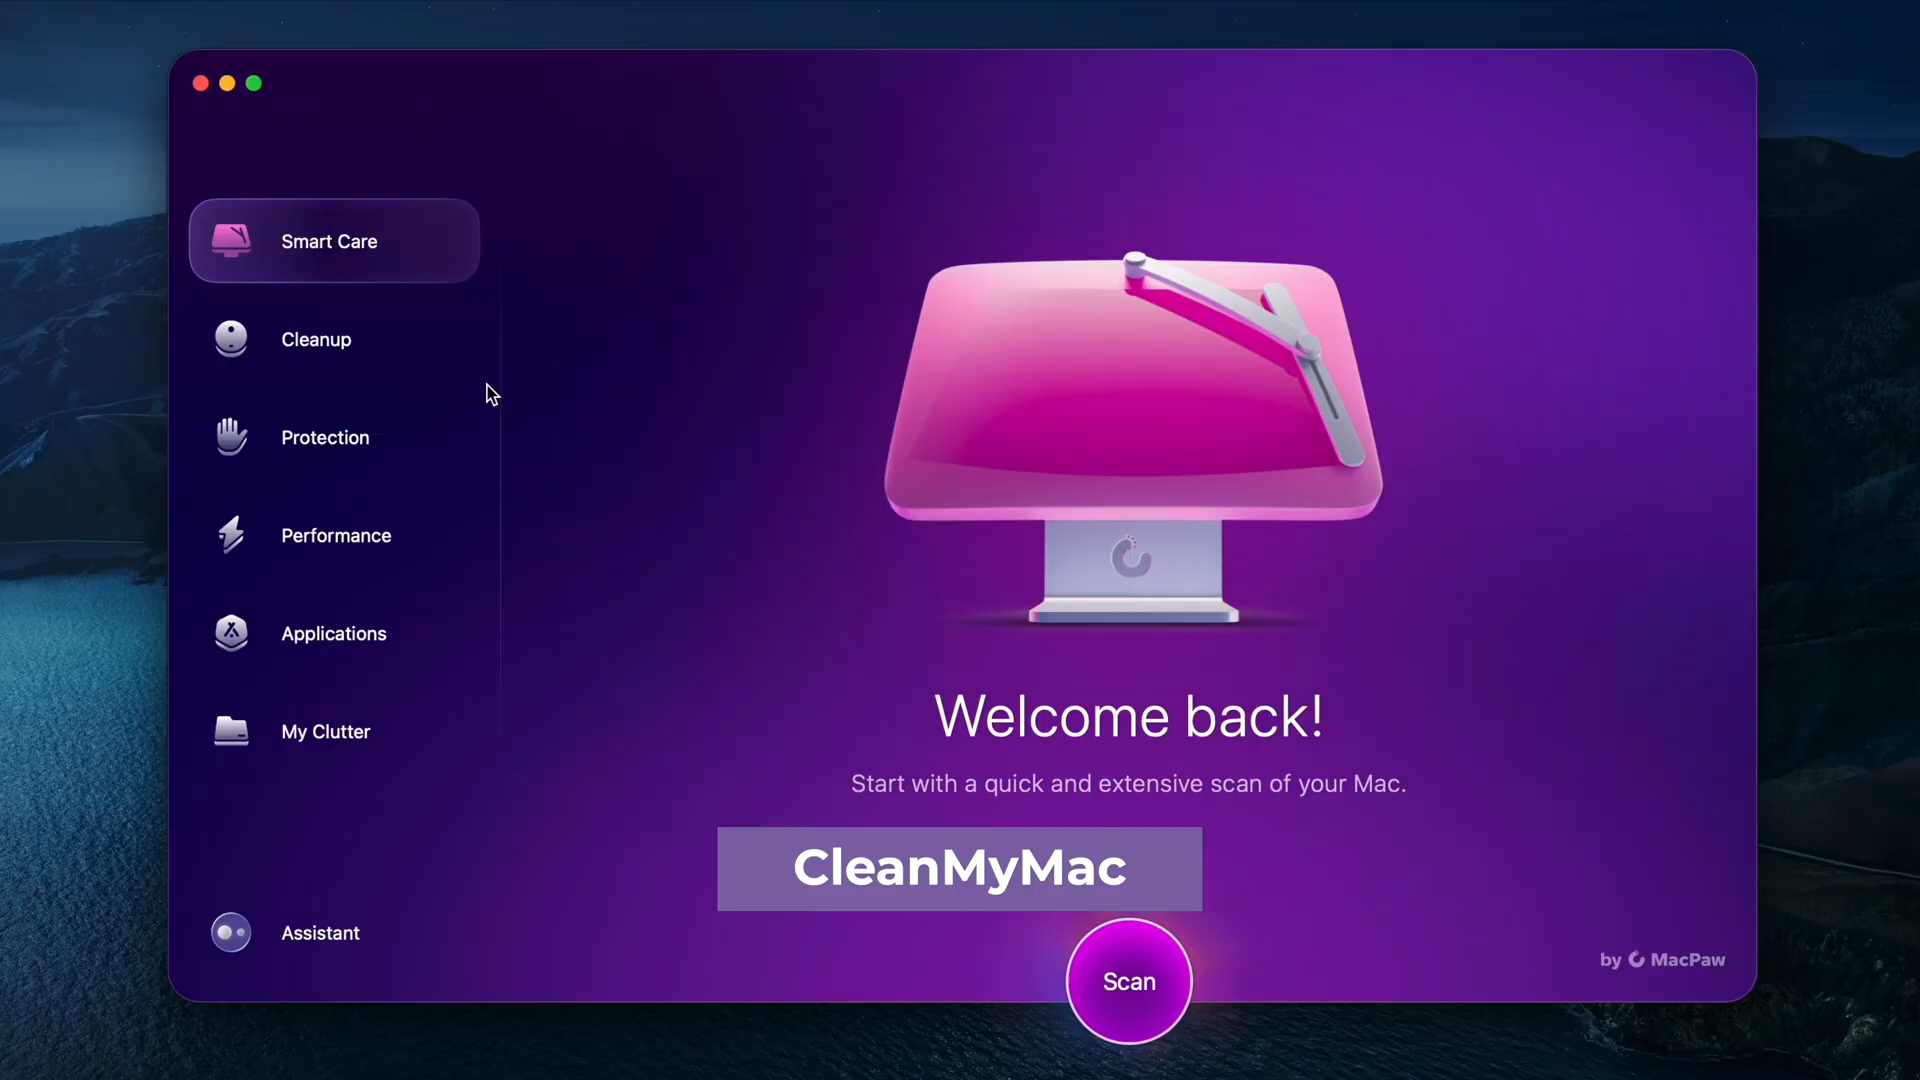 Smart Care
Cleanup
Protection
Performance
Applications
My Clutter
Assistant
Welcome back!
Start with a quick and extensive scan of your Mac.
CleanMyMac
Scan
by MacPaw